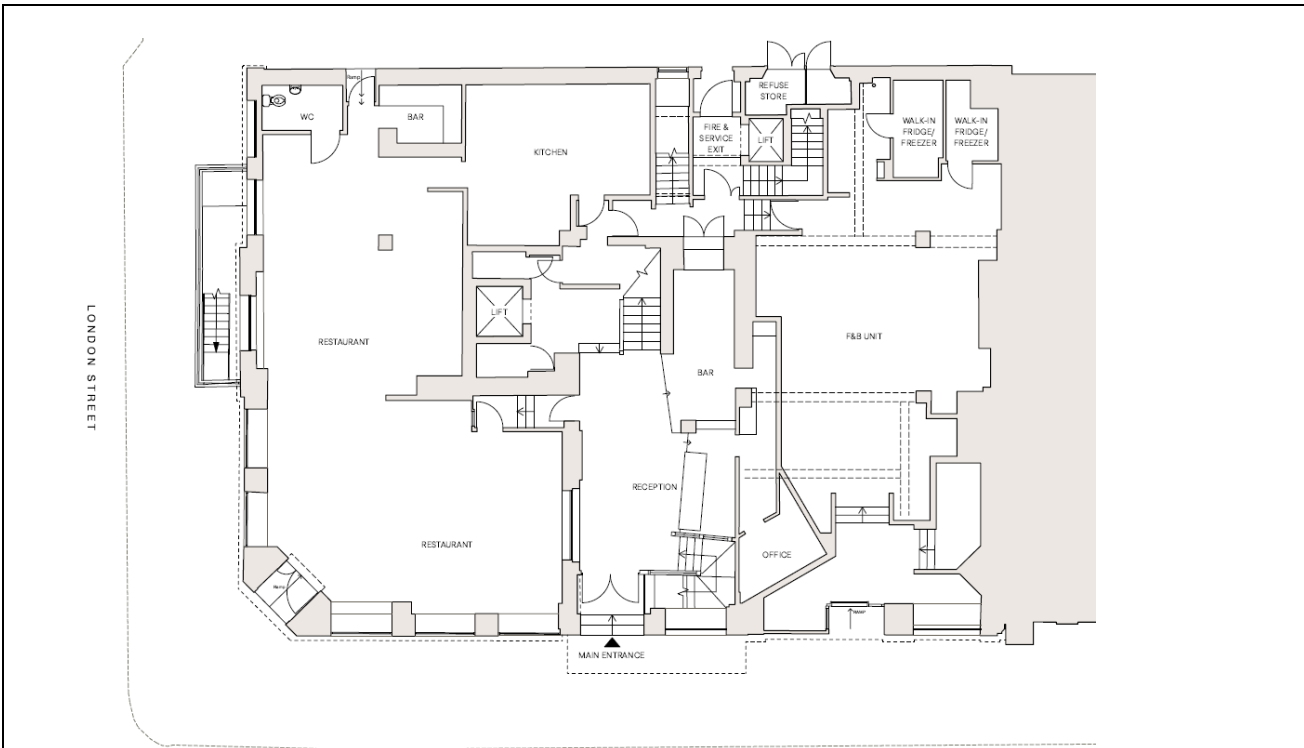 Ramp
WC
BAR
KITCHEN
REFUSE
STORE
FIRE &
SERVICE
EXIT
LIFT
WALK-IN
FRIDGE/
FREEZER
WALK-IN
FRIDGE/
FREEZER
LONDON STREET
RESTAURANT
LIFT
BAR
F&B UNIT
RECEPTION
RESTAURANT
OFFICE
Ramp
RAMP
MAIN ENTRANCE